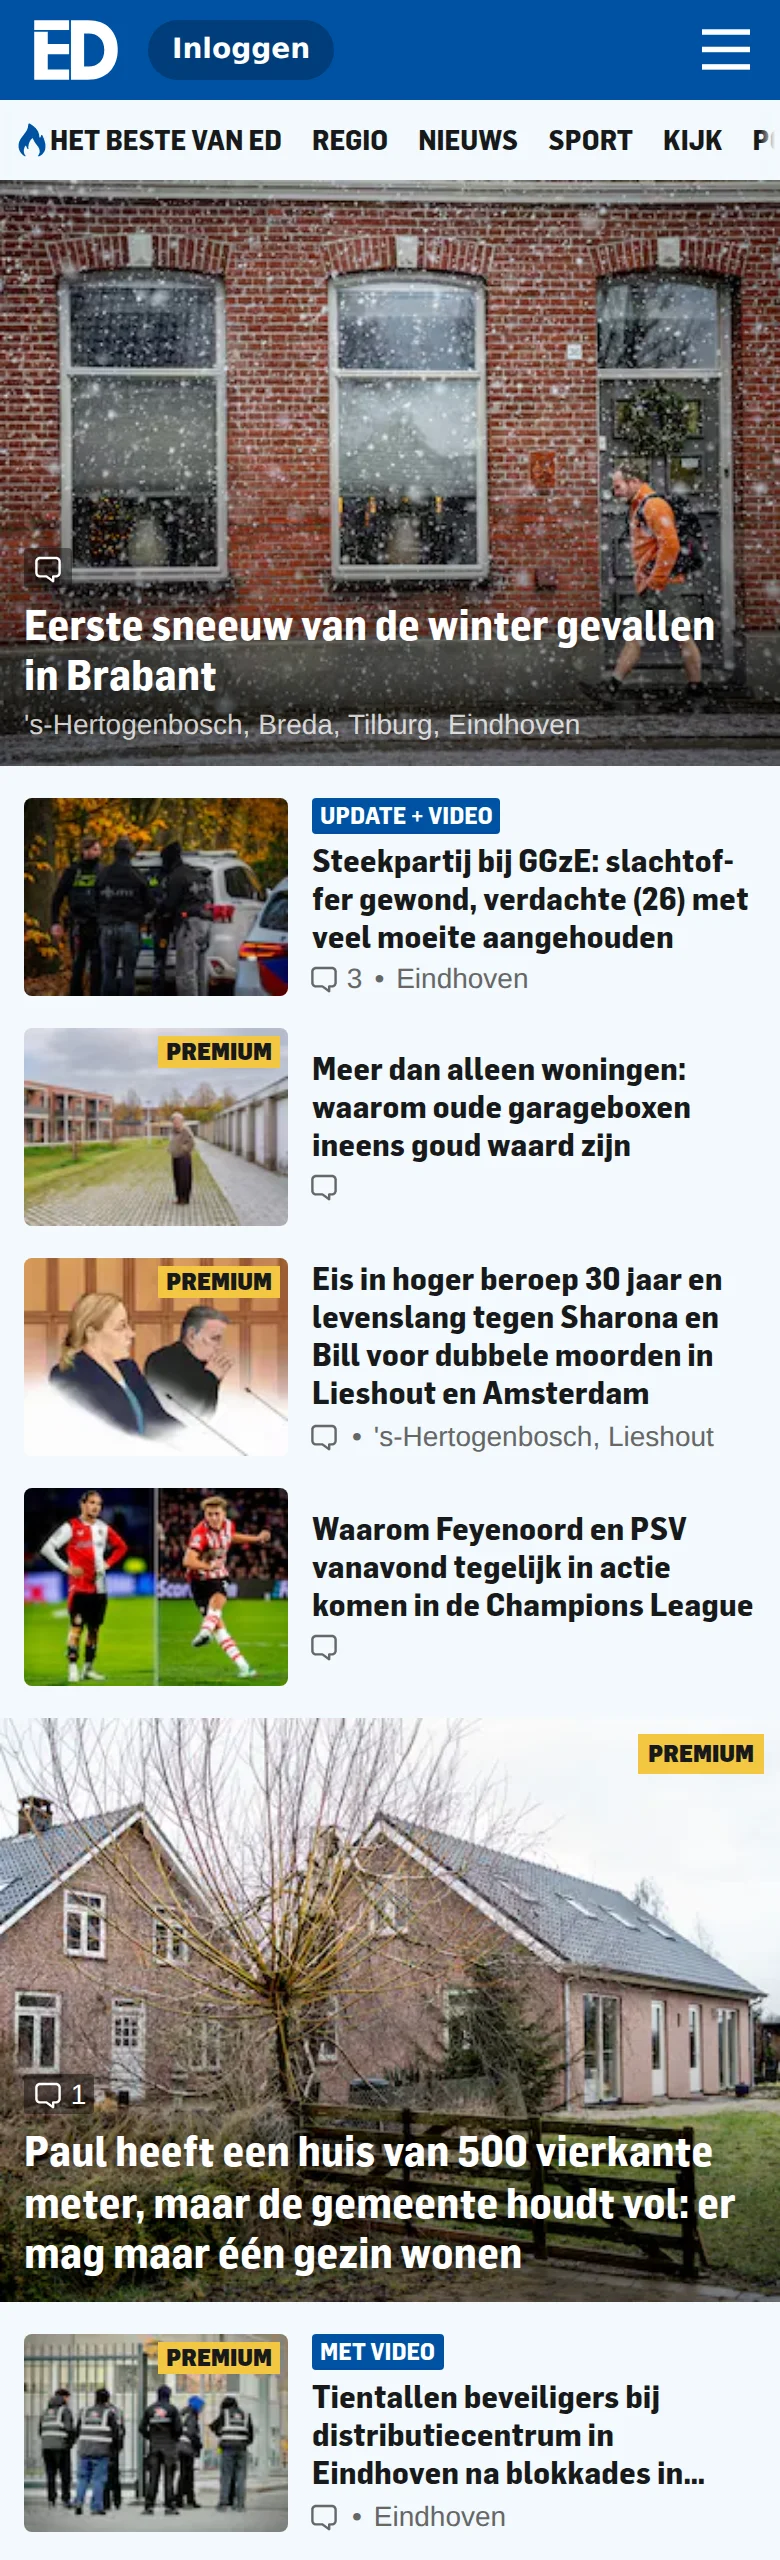 ED
Inloggen
HET BESTE VAN ED REGIO NIEUWS SPORT KIJK
Eerste sneeuw van de winter gevallen
in Brabant
's-Hertogenbosch, Breda, Tilburg, Eindhoven
UPDATE + VIDEO
Steekpartij bij GGzE: slachtof-
fer gewond, verdachte (26) met
veel moeite aangehouden
3 • Eindhoven
PREMIUM
Meer dan alleen woningen:
waarom oude garageboxen
ineens goud waard zijn
PREMIUM
Eis in hoger beroep 30 jaar en
levenslang tegen Sharona en
Bill voor dubbele moorden in
Lieshout en Amsterdam
• 's-Hertogenbosch, Lieshout
Waarom Feyenoord en PSV
vanavond tegelijk in actie
komen in de Champions League
PREMIUM
1
Paul heeft een huis van 500 vierkante
meter, maar de gemeente houdt vol: er
mag maar één gezin wonen
PREMIUM
MET VIDEO
Tientallen beveiligers bij
distributiecentrum in
Eindhoven na blokkades in...
• Eindhoven